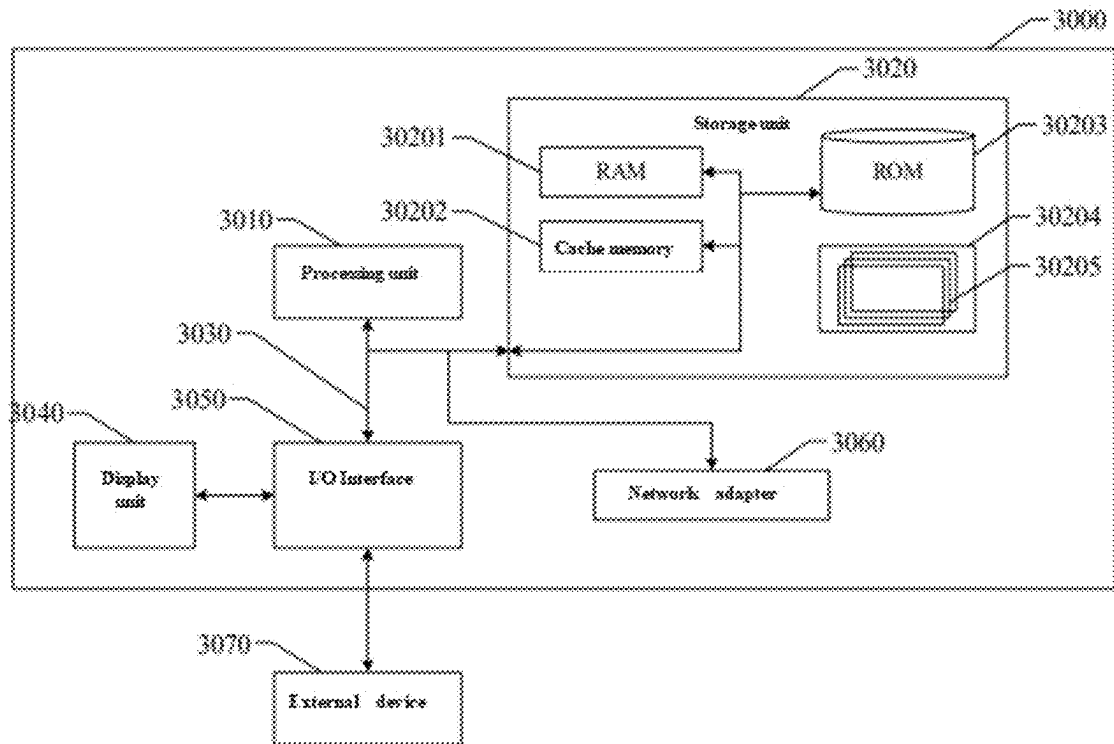 3000
3020
Storage unit
30201
RAM
30203
ROM
30202
Cache memory
30204
30205
3010
Processing unit
3030
3050
3040
I/O Interface
Display
unit
3060
Network adapter
3070
External device